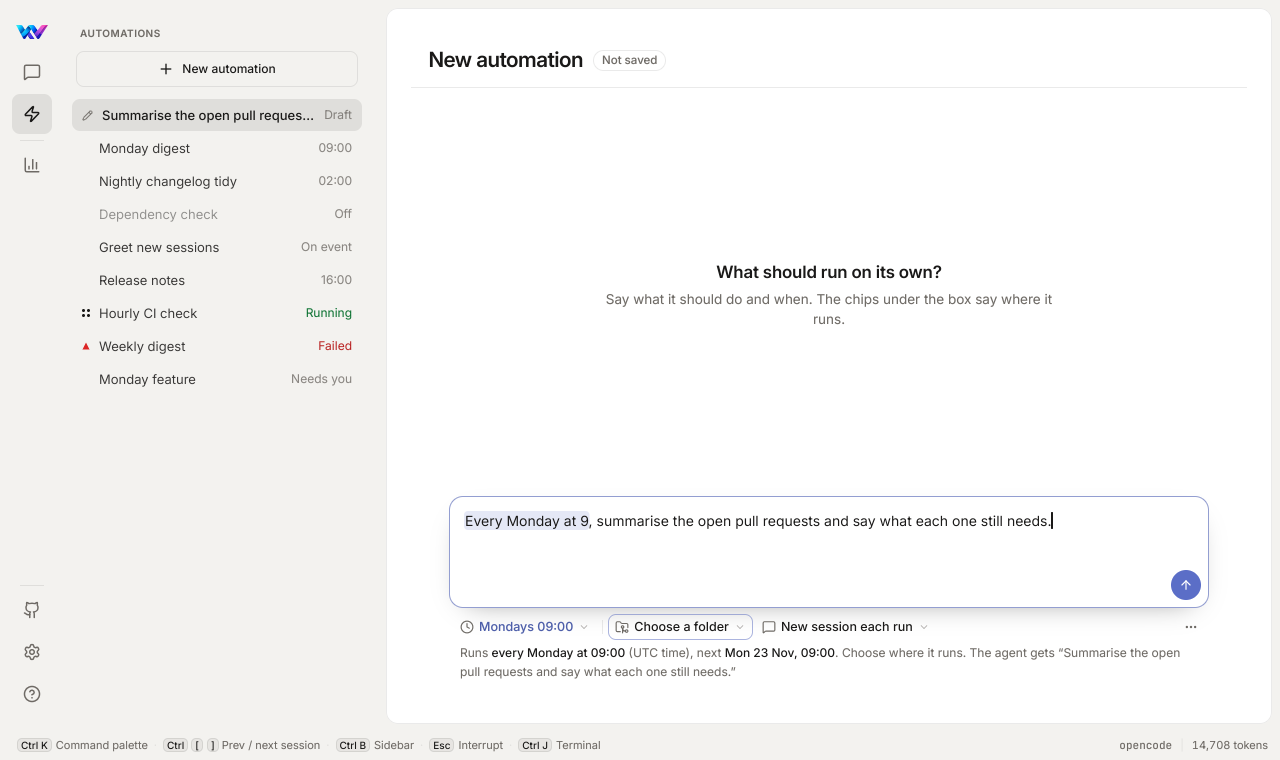 AUTOMATIONS
New automation
Summarise the open pull reques... Draft
Monday digest 09:00
Nightly changelog tidy 02:00
Dependency check Off
Greet new sessions On event
Release notes 16:00
Hourly CI check Running
Weekly digest Failed
Monday feature Needs you
New automation Not saved
What should run on its own?
Say what it should do and when. The chips under the box say where it
runs.
Every Monday at 9, summarise the open pull requests and say what each one still needs.
Mondays 09:00 Choose a folder New session each run
Runs every Monday at 09:00 (UTC time), next Mon 23 Nov, 09:00. Choose where it runs. The agent gets “Summarise the open
pull requests and say what each one still needs.”
Ctrl K Command palette Ctrl [ ] Prev / next session Ctrl B Sidebar Esc Interrupt Ctrl J Terminal opencode 14,708 tokens